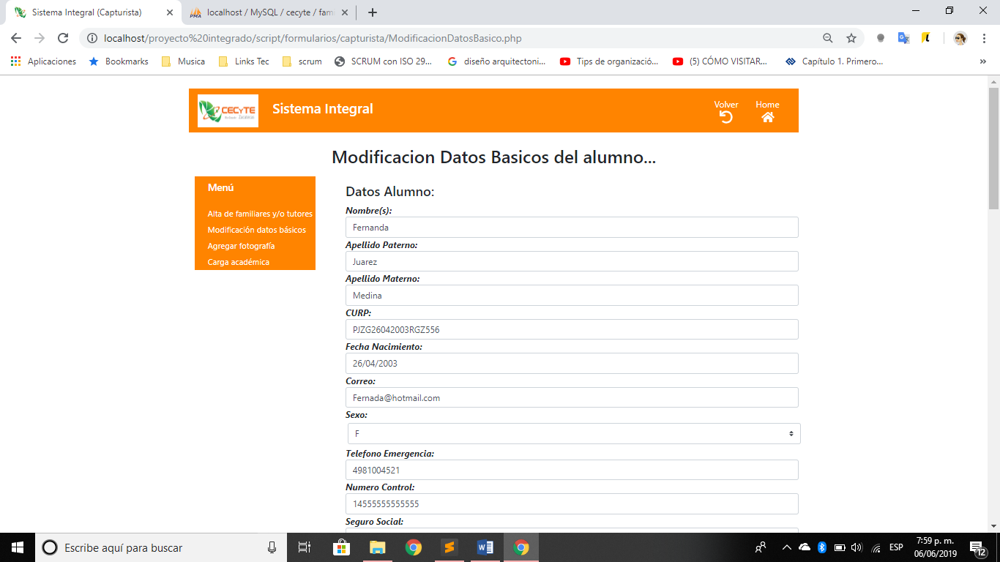 Sistema Integral (Capturista)
localhost / MySQL / cecyte / fami
localhost/proyecto%20integrado/script/formularios/capturista/ModificacionDatosBasico.php
Aplicaciones
Bookmarks
Musica
Links Tec
scrum
SCRUM con ISO 29...
diseño arquitectoni...
Tips de organizació...
(5) CÓMO VISITAR...
Capítulo 1. Primero...
»
CECyTE
Zacatecas
Sistema Integral
Volver
Home
Modificacion Datos Basicos del alumno...
Menú
Alta de familiares y/o tutores
Modificación datos básicos
Agregar fotografía
Carga académica
Datos Alumno:
Nombre(s):
Fernanda
Apellido Paterno:
Juarez
Apellido Materno:
Medina
CURP:
PJZG26042003RGZ556
Fecha Nacimiento:
26/04/2003
Correo:
Fernada@hotmail.com
Sexo:
F
Telefono Emergencia:
4981004521
Numero Control:
14555555555555
Seguro Social:
Escribe aquí para buscar
ESP
7:59 p. m.
06/06/2019
12